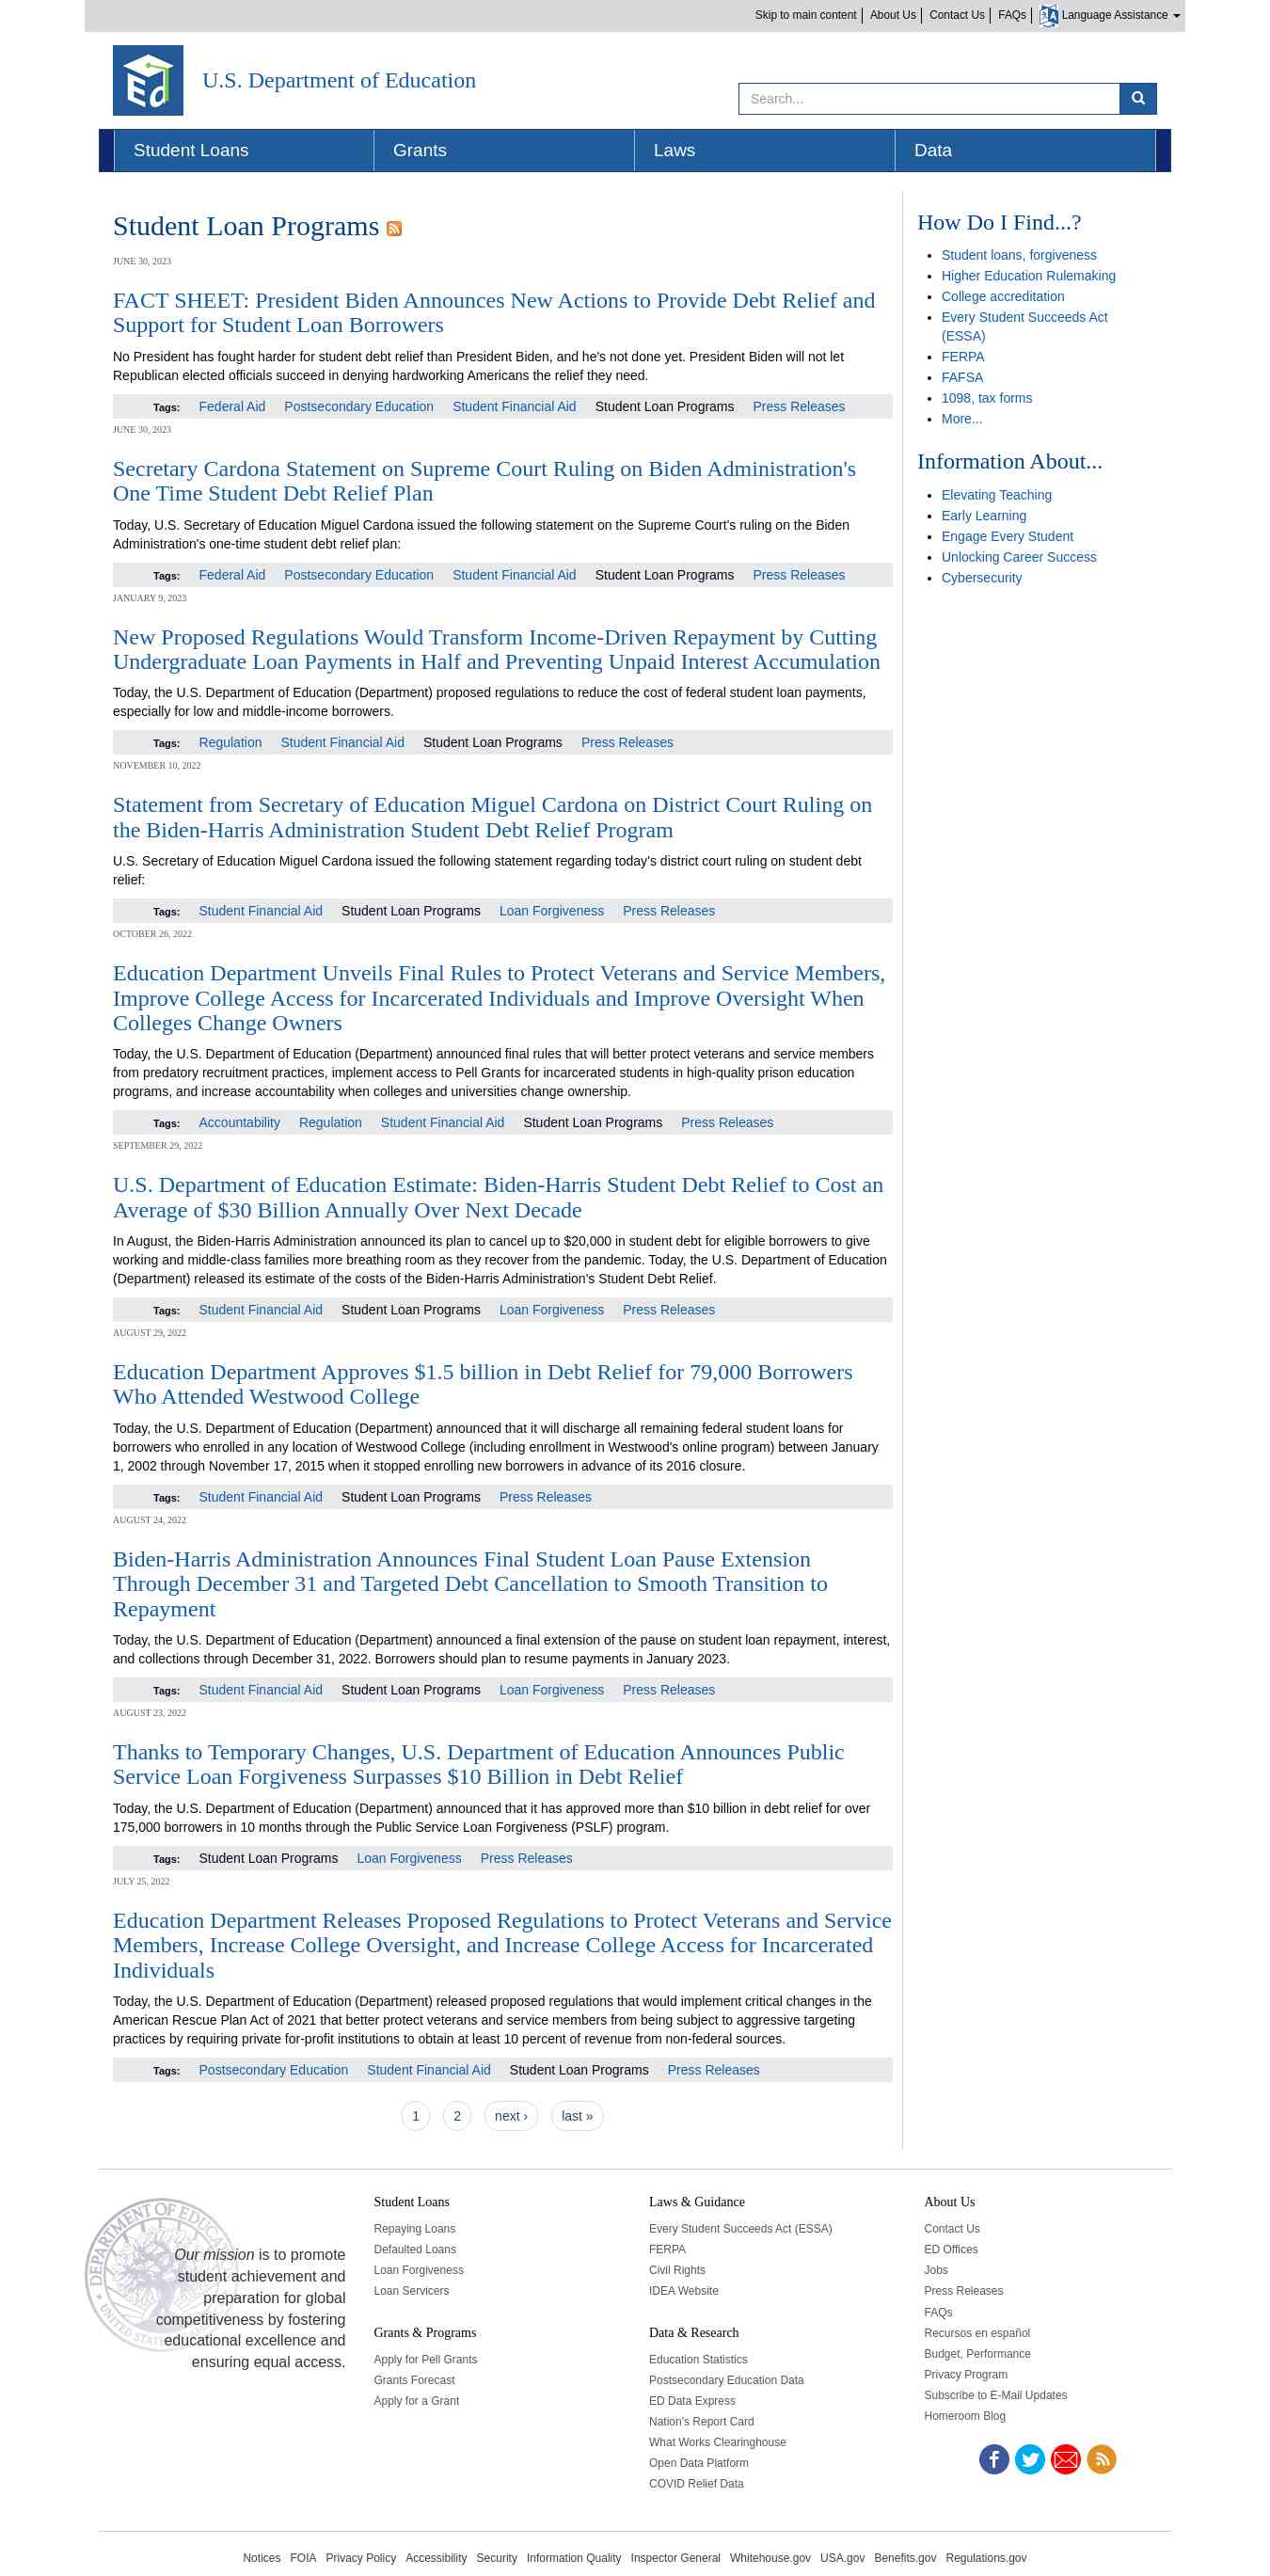 Skip to main content
About Us
Contact Us
FAQs
Language Assistance
Ed
U.S. Department of Education
Search...
Student Loans
Grants
Laws
Data
Student Loan Programs
JUNE 30, 2023
FACT SHEET: President Biden Announces New Actions to Provide Debt Relief and
Support for Student Loan Borrowers
No President has fought harder for student debt relief than President Biden, and he's not done yet. President Biden will not let
Republican elected officials succeed in denying hardworking Americans the relief they need.
Tags: Federal Aid Postsecondary Education Student Financial Aid Student Loan Programs Press Releases
JUNE 30, 2023
Secretary Cardona Statement on Supreme Court Ruling on Biden Administration's
One Time Student Debt Relief Plan
Today, U.S. Secretary of Education Miguel Cardona issued the following statement on the Supreme Court's ruling on the Biden
Administration's one-time student debt relief plan:
Tags: Federal Aid Postsecondary Education Student Financial Aid Student Loan Programs Press Releases
JANUARY 9, 2023
New Proposed Regulations Would Transform Income-Driven Repayment by Cutting
Undergraduate Loan Payments in Half and Preventing Unpaid Interest Accumulation
Today, the U.S. Department of Education (Department) proposed regulations to reduce the cost of federal student loan payments,
especially for low and middle-income borrowers.
Tags: Regulation Student Financial Aid Student Loan Programs Press Releases
NOVEMBER 10, 2022
Statement from Secretary of Education Miguel Cardona on District Court Ruling on
the Biden-Harris Administration Student Debt Relief Program
U.S. Secretary of Education Miguel Cardona issued the following statement regarding today's district court ruling on student debt
relief:
Tags: Student Financial Aid Student Loan Programs Loan Forgiveness Press Releases
OCTOBER 26, 2022
Education Department Unveils Final Rules to Protect Veterans and Service Members,
Improve College Access for Incarcerated Individuals and Improve Oversight When
Colleges Change Owners
Today, the U.S. Department of Education (Department) announced final rules that will better protect veterans and service members
from predatory recruitment practices, implement access to Pell Grants for incarcerated students in high-quality prison education
programs, and increase accountability when colleges and universities change ownership.
Tags: Accountability Regulation Student Financial Aid Student Loan Programs Press Releases
SEPTEMBER 29, 2022
U.S. Department of Education Estimate: Biden-Harris Student Debt Relief to Cost an
Average of $30 Billion Annually Over Next Decade
In August, the Biden-Harris Administration announced its plan to cancel up to $20,000 in student debt for eligible borrowers to give
working and middle-class families more breathing room as they recover from the pandemic. Today, the U.S. Department of Education
(Department) released its estimate of the costs of the Biden-Harris Administration's Student Debt Relief.
Tags: Student Financial Aid Student Loan Programs Loan Forgiveness Press Releases
AUGUST 29, 2022
Education Department Approves $1.5 billion in Debt Relief for 79,000 Borrowers
Who Attended Westwood College
Today, the U.S. Department of Education (Department) announced that it will discharge all remaining federal student loans for
borrowers who enrolled in any location of Westwood College (including enrollment in Westwood's online program) between January
1, 2002 through November 17, 2015 when it stopped enrolling new borrowers in advance of its 2016 closure.
Tags: Student Financial Aid Student Loan Programs Press Releases
AUGUST 24, 2022
Biden-Harris Administration Announces Final Student Loan Pause Extension
Through December 31 and Targeted Debt Cancellation to Smooth Transition to
Repayment
Today, the U.S. Department of Education (Department) announced a final extension of the pause on student loan repayment, interest,
and collections through December 31, 2022. Borrowers should plan to resume payments in January 2023.
Tags: Student Financial Aid Student Loan Programs Loan Forgiveness Press Releases
AUGUST 23, 2022
Thanks to Temporary Changes, U.S. Department of Education Announces Public
Service Loan Forgiveness Surpasses $10 Billion in Debt Relief
Today, the U.S. Department of Education (Department) announced that it has approved more than $10 billion in debt relief for over
175,000 borrowers in 10 months through the Public Service Loan Forgiveness (PSLF) program.
Tags: Student Loan Programs Loan Forgiveness Press Releases
JULY 25, 2022
Education Department Releases Proposed Regulations to Protect Veterans and Service
Members, Increase College Oversight, and Increase College Access for Incarcerated
Individuals
Today, the U.S. Department of Education (Department) released proposed regulations that would implement critical changes in the
American Rescue Plan Act of 2021 that better protect veterans and service members from being subject to aggressive targeting
practices by requiring private for-profit institutions to obtain at least 10 percent of revenue from non-federal sources.
Tags: Postsecondary Education Student Financial Aid Student Loan Programs Press Releases
1 2 next › last »
How Do I Find...?
Student loans, forgiveness
Higher Education Rulemaking
College accreditation
Every Student Succeeds Act
(ESSA)
FERPA
FAFSA
1098, tax forms
More...
Information About...
Elevating Teaching
Early Learning
Engage Every Student
Unlocking Career Success
Cybersecurity
Our mission is to promote
student achievement and
preparation for global
competitiveness by fostering
educational excellence and
ensuring equal access.
Student Loans
Repaying Loans
Defaulted Loans
Loan Forgiveness
Loan Servicers
Grants & Programs
Apply for Pell Grants
Grants Forecast
Apply for a Grant
Laws & Guidance
Every Student Succeeds Act (ESSA)
FERPA
Civil Rights
IDEA Website
Data & Research
Education Statistics
Postsecondary Education Data
ED Data Express
Nation's Report Card
What Works Clearinghouse
Open Data Platform
COVID Relief Data
About Us
Contact Us
ED Offices
Jobs
Press Releases
FAQs
Recursos en español
Budget, Performance
Privacy Program
Subscribe to E-Mail Updates
Homeroom Blog
Notices FOIA Privacy Policy Accessibility Security Information Quality Inspector General Whitehouse.gov USA.gov Benefits.gov Regulations.gov